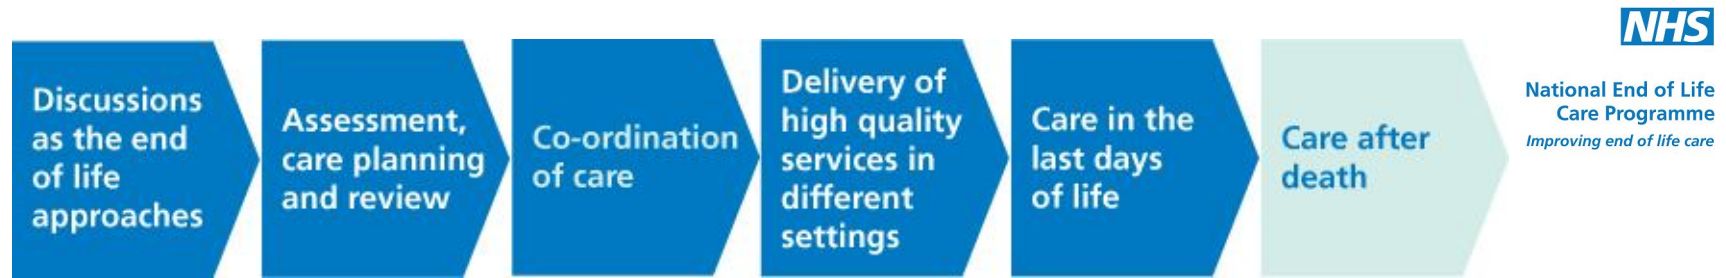 Discussions
as the end
of life
approaches
Assessment,
care planning
and review
Co-ordination
of care
Delivery of
high quality
services in
different
settings
Care in the
last days
of life
Care after
death
NHS
National End of Life
Care Programme
Improving end of life care